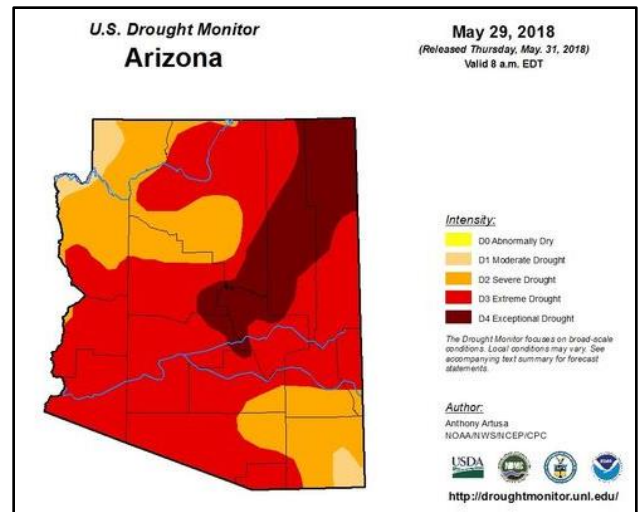 U.S. Drought Monitor
Arizona
May 29, 2018
(Released Thursday, May. 31, 2018)
Valid 8 a.m. EDT
Intensity:
D0 Abnormally Dry
D1 Moderate Drought
D2 Severe Drought
D3 Extreme Drought
D4 Exceptional Drought
The Drought Monitor focuses on broad-scale
conditions. Local conditions may vary. See
accompanying text summary for forecast
statements.
Author:
Anthony Artusa
NOAA/NWS/NCEP/CPC
USDA
http://droughtmonitor.unl.edu/